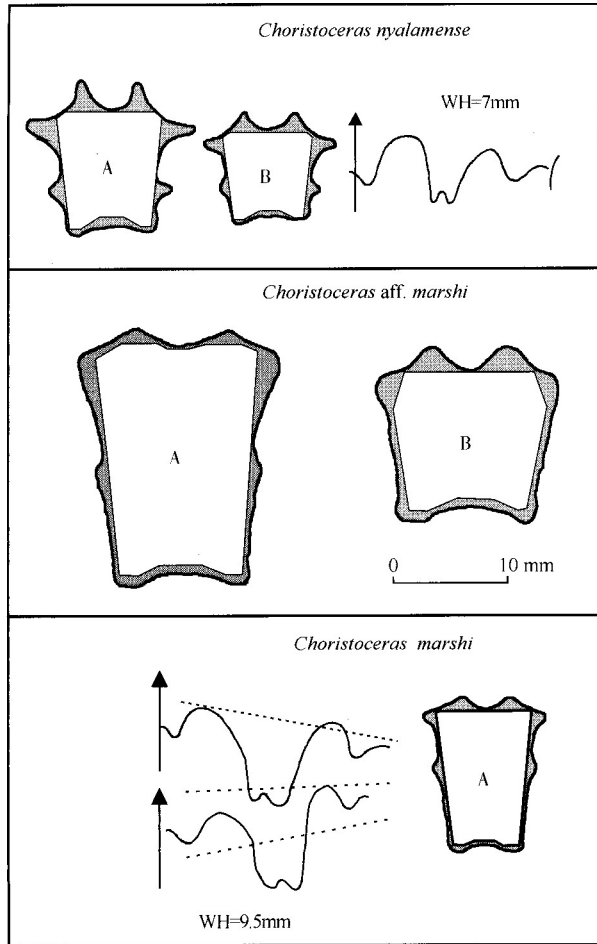 Choristoceras nyalamense
WH=7mm
A
B
Choristoceras aff. marshi
A
B
0 10 mm
Choristoceras marshi
A
WH=9.5mm